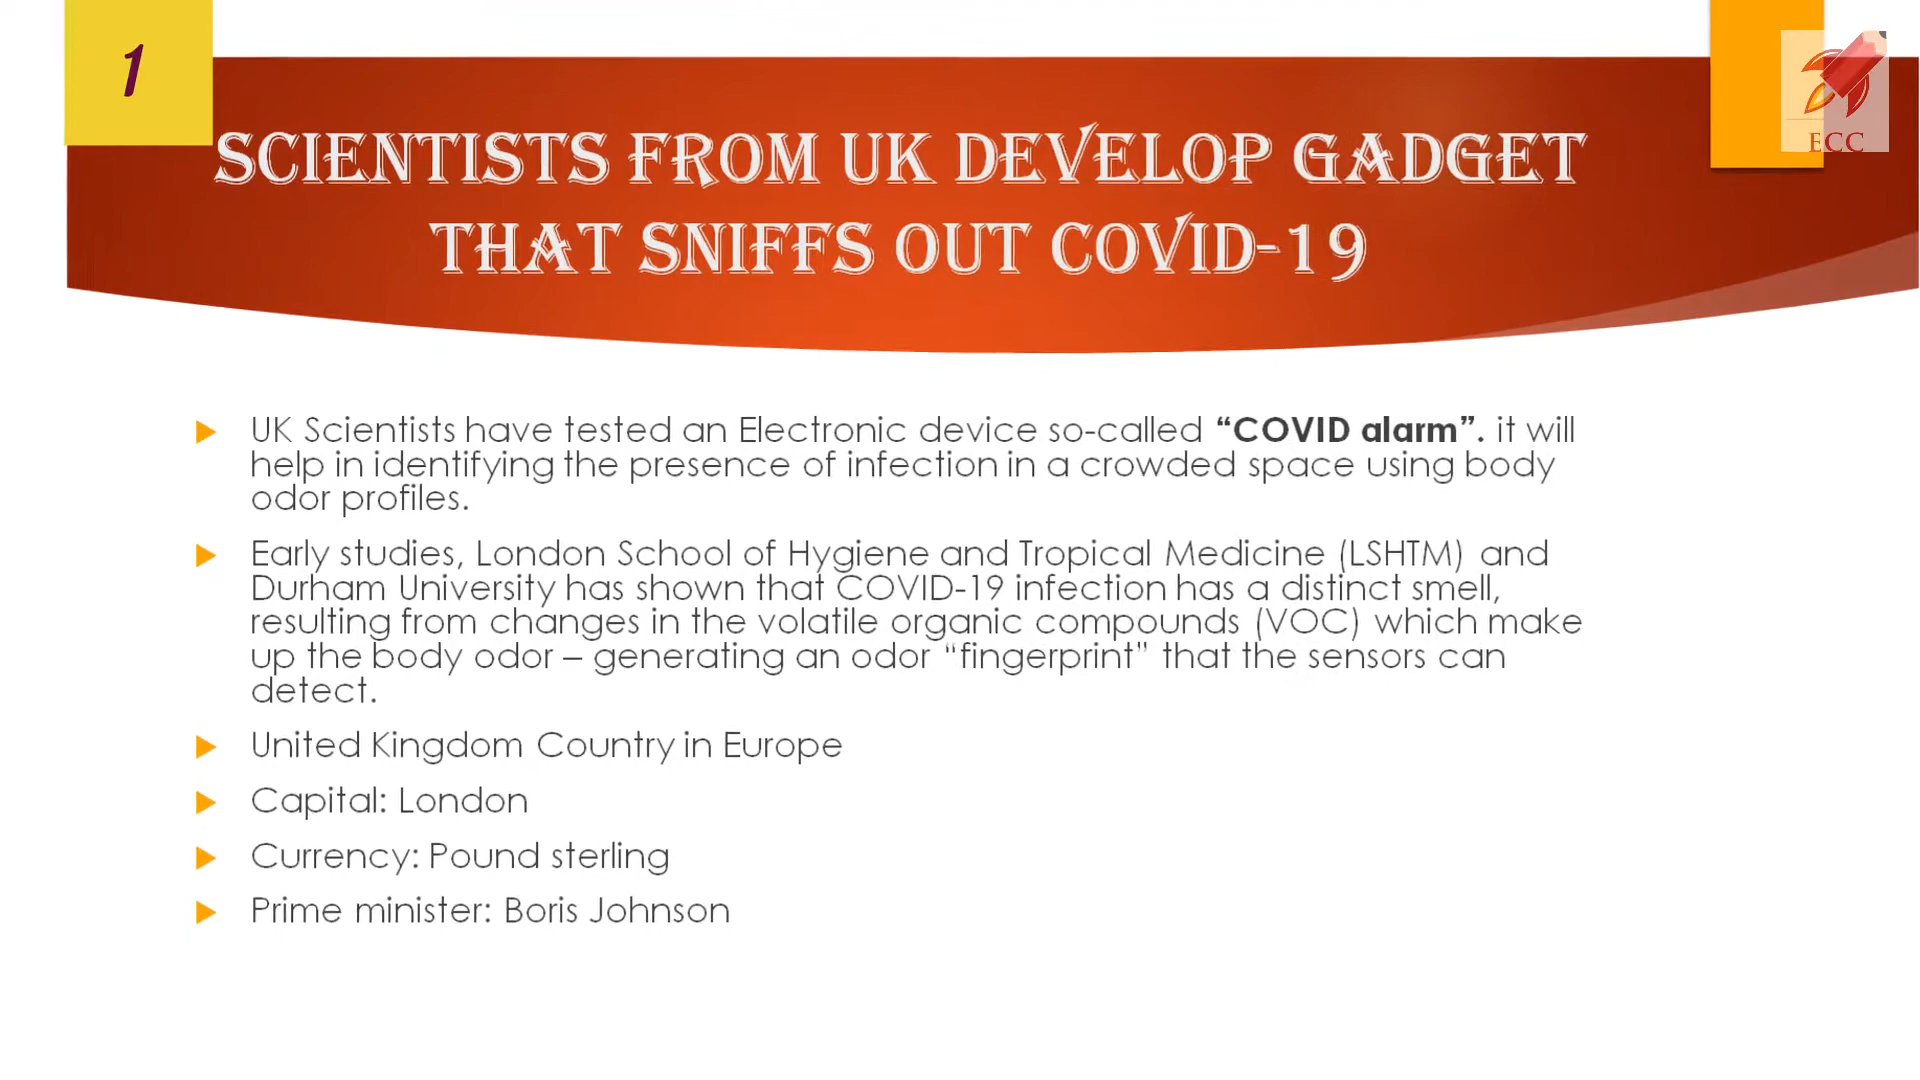 1
SCIENTISTS FROM UK DEVELOP GADGET
THAT SNIFFS OUT COVID-19
ECC
UK Scientists have tested an Electronic device so-called “COVID alarm”. it will
help in identifying the presence of infection in a crowded space using body
odor profiles.
Early studies, London School of Hygiene and Tropical Medicine (LSHTM) and
Durham University has shown that COVID-19 infection has a distinct smell,
resulting from changes in the volatile organic compounds (VOC) which make
up the body odor – generating an odor “fingerprint” that the sensors can
detect.
United Kingdom Country in Europe
Capital: London
Currency: Pound sterling
Prime minister: Boris Johnson